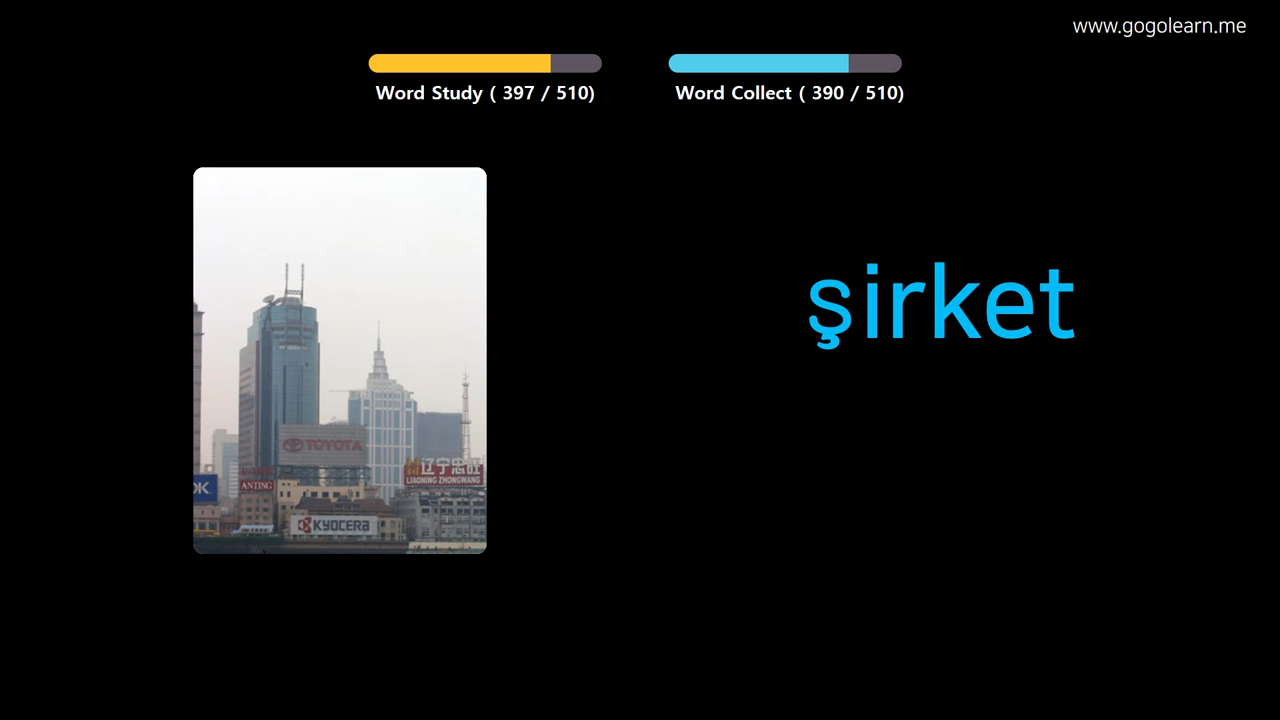 www.gogolearn.me
Word Study ( 397 / 510)
Word Collect ( 390 / 510)
şirket
TOYOTA
辽宁忠旺
LIAONING ZHONGWANG
ANTING
OK
KYOCERA